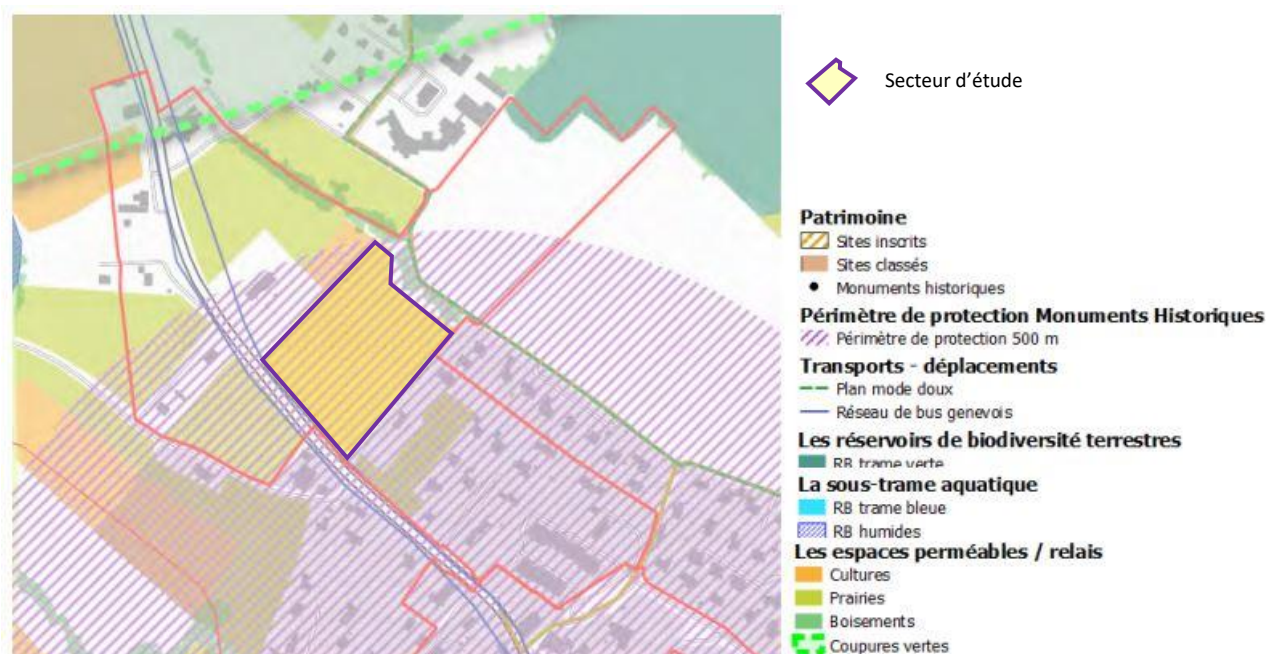 Secteur d'étude
Patrimoine
Sites inscrits
Sites classés
Monuments historiques
Périmètre de protection Monuments Historiques
Périmètre de protection 500 m
Transports - déplacements
Plan mode doux
Réseau de bus genevois
Les réservoirs de biodiversité terrestres
RB trame verte
La sous-trame aquatique
RB trame bleue
RB humides
Les espaces perméables / relais
Cultures
Prairies
Boisements
Coupures vertes